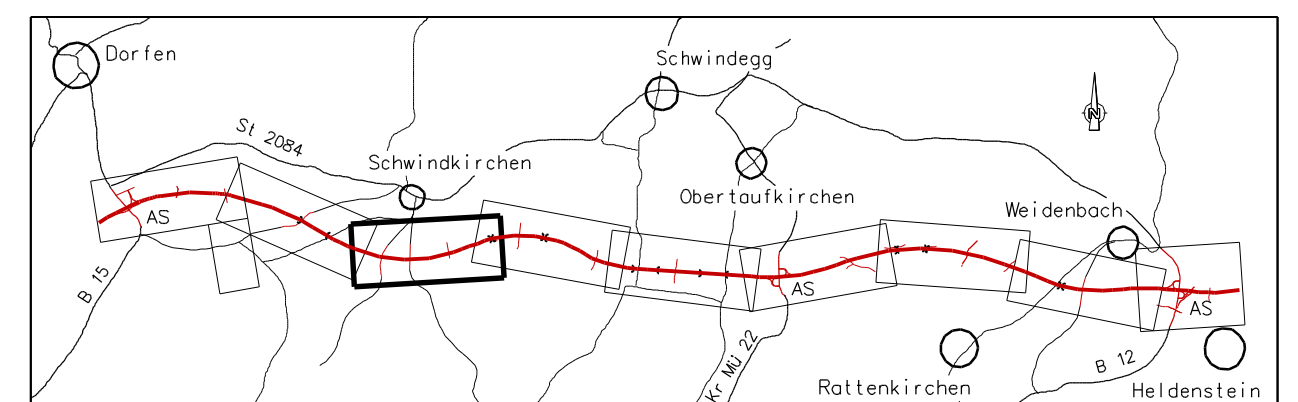 Dorfen
Schwindegg
N
St 2084
Schwindkirchen
Obertaufkirchen
Weidenbach
AS
B 15
AS
AS
Kr Mü 22
B 12
Rattenkirchen
Heldenstein